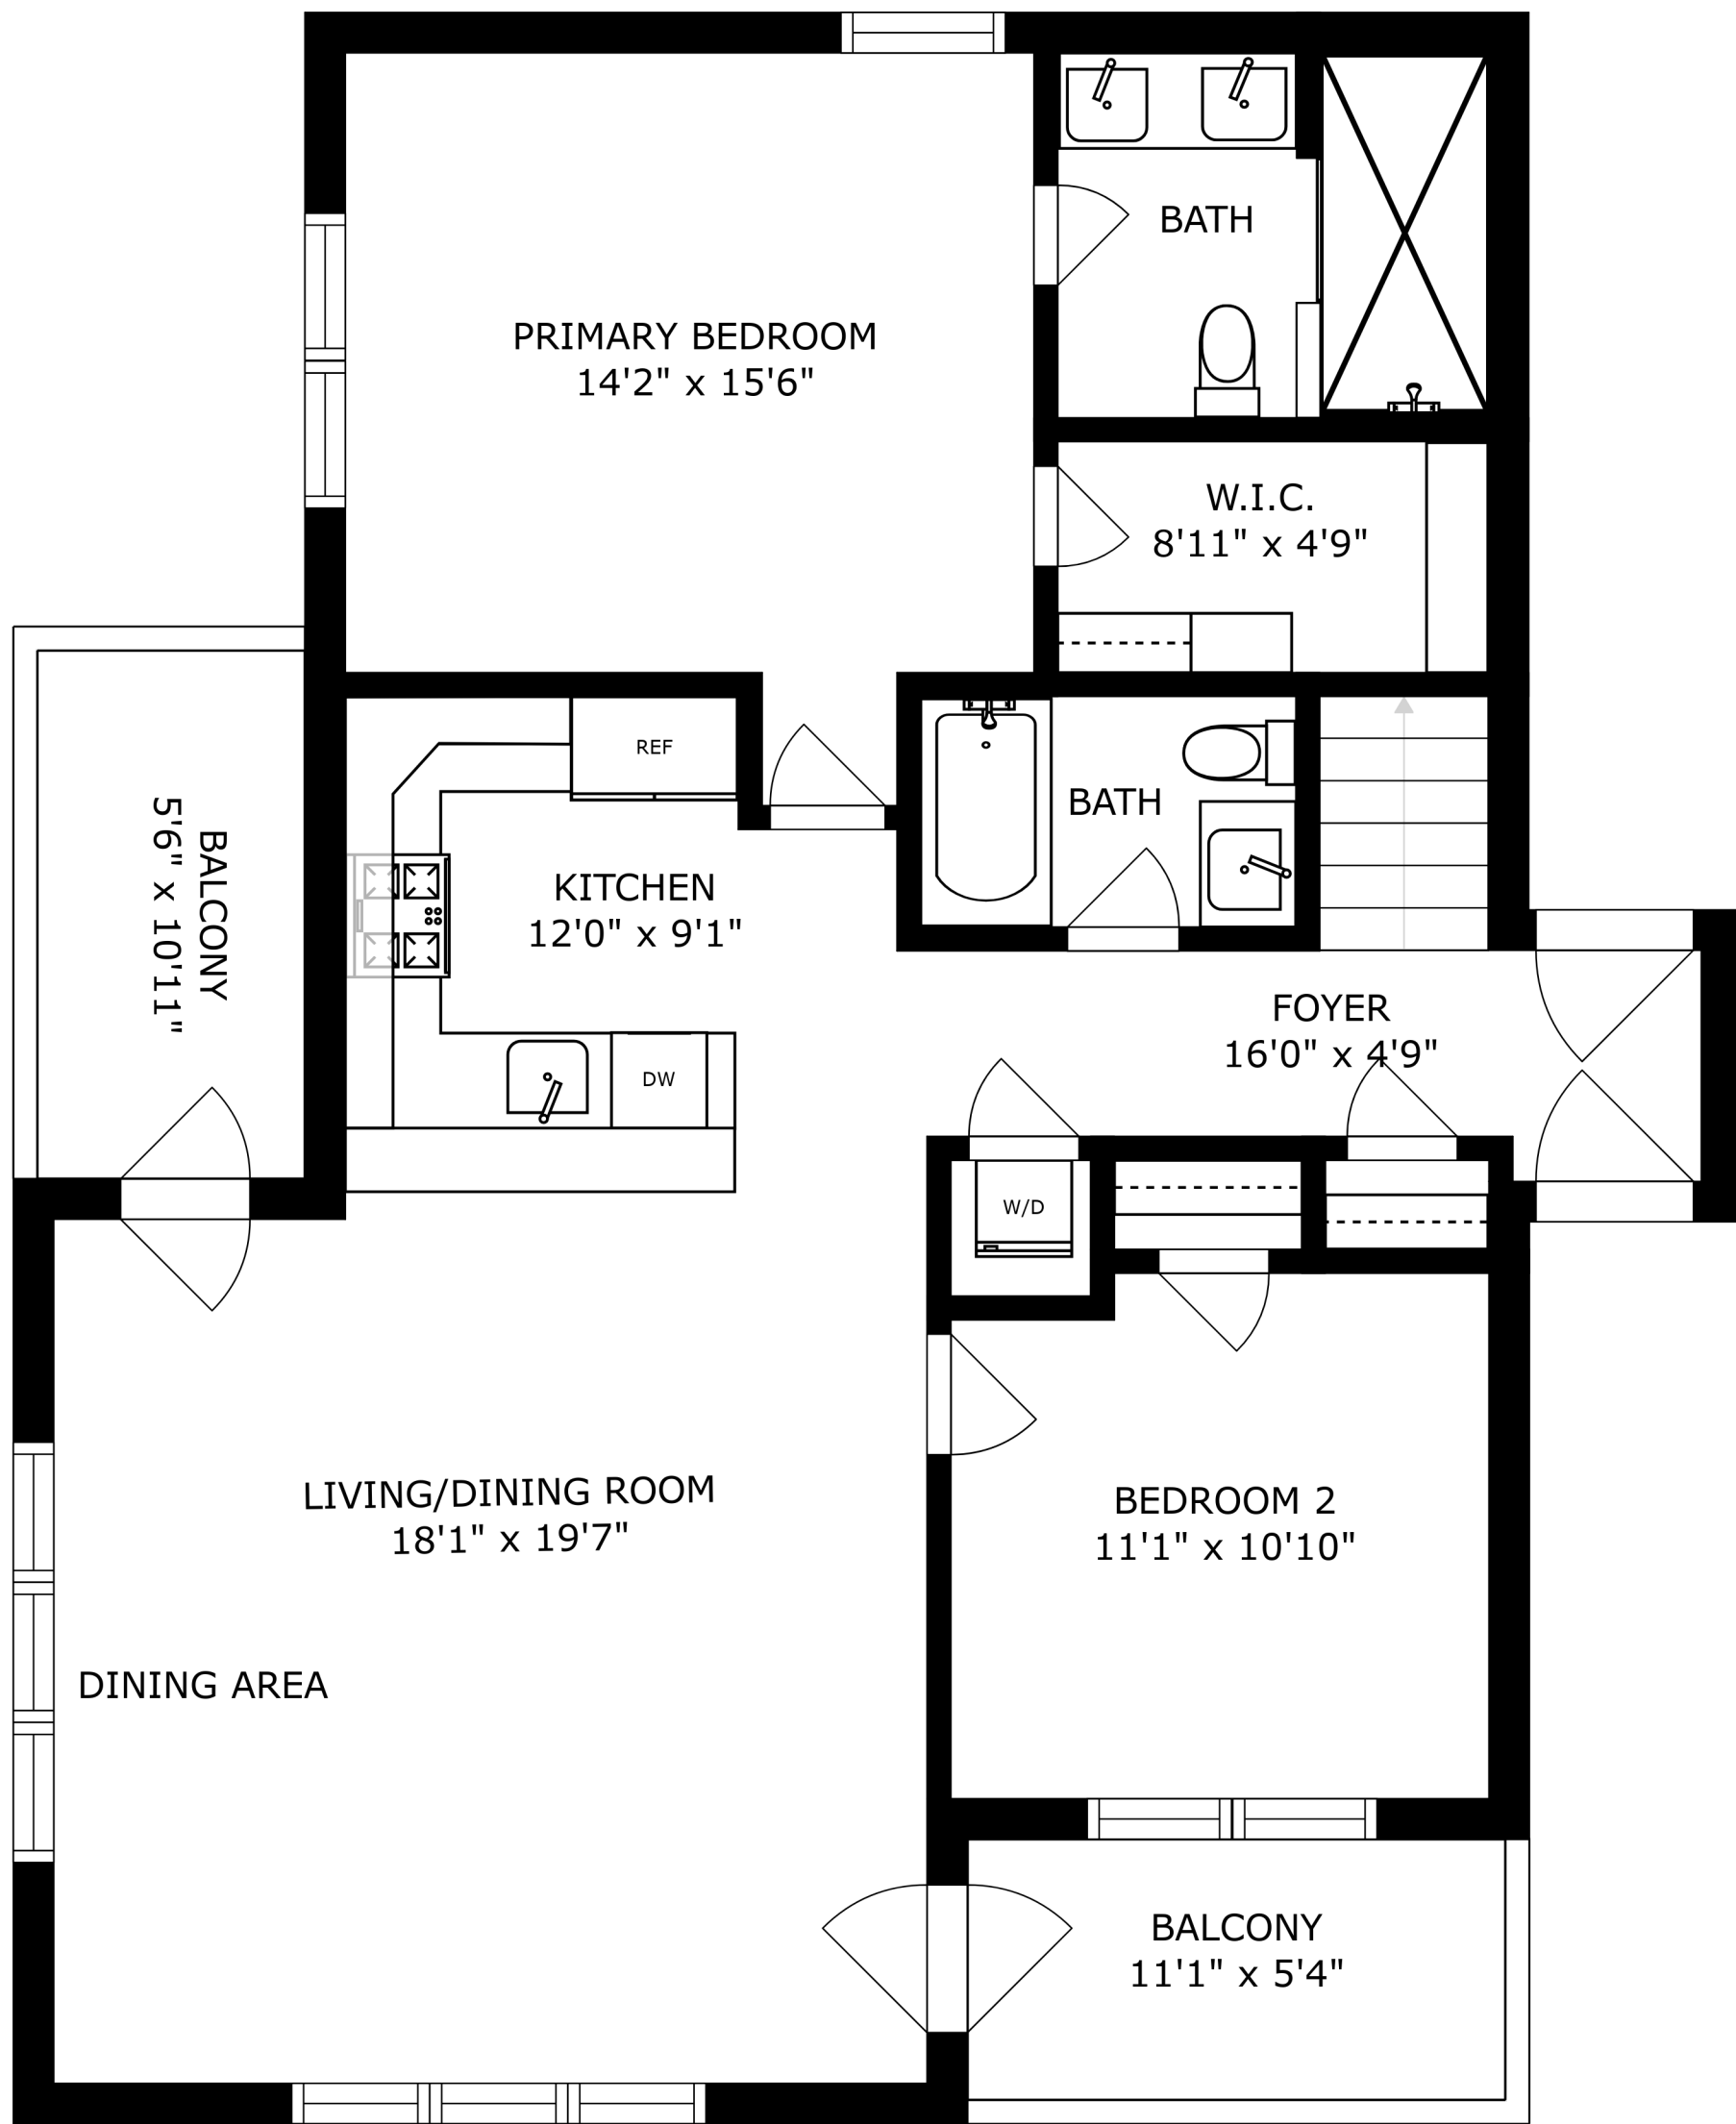 BATH
PRIMARY BEDROOM
14'2" x 15'6"
W.I.C.
8'11" x 4'9"
REF
BATH
BALCONY
5'6" x 10'11"
KITCHEN
12'0" x 9'1"
FOYER
16'0" x 4'9"
DW
W/D
LIVING/DINING ROOM
18'1" x 19'7"
BEDROOM 2
11'1" x 10'10"
DINING AREA
BALCONY
11'1" x 5'4"